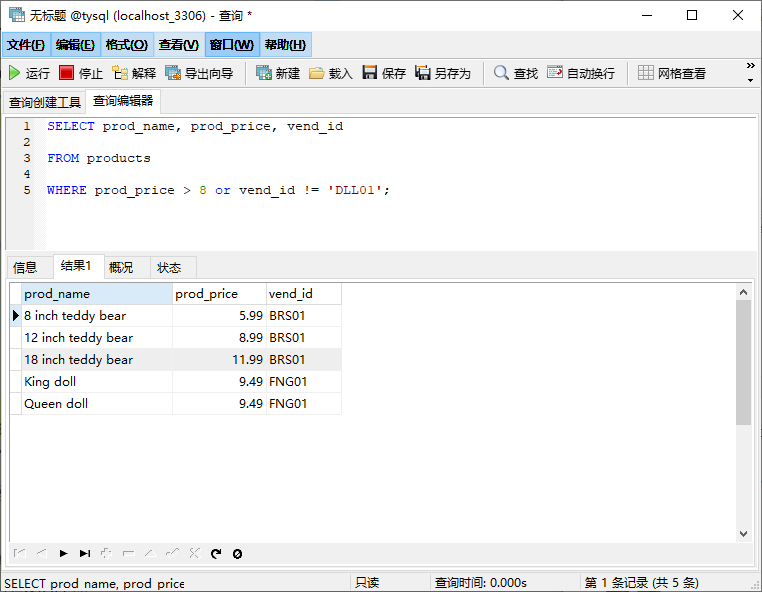 无标题 @tysql (localhost_3306) - 查询 *
文件(F) 编辑(E) 格式(O) 查看(V) 窗口(W) 帮助(H)
运行 停止 解释 导出向导 新建 载入 保存 另存为 查找 自动换行 网格查看
查询创建工具 查询编辑器
1 SELECT prod_name, prod_price, vend_id
2
3 FROM products
4
5 WHERE prod_price > 8 or vend_id != 'DLL01';
信息 结果1 概况 状态
prod_name prod_price vend_id
8 inch teddy bear 5.99 BRS01
12 inch teddy bear 8.99 BRS01
18 inch teddy bear 11.99 BRS01
King doll 9.49 FNG01
Queen doll 9.49 FNG01
SELECT prod_name, prod_price 只读 查询时间: 0.000s 第 1 条记录 (共 5 条)